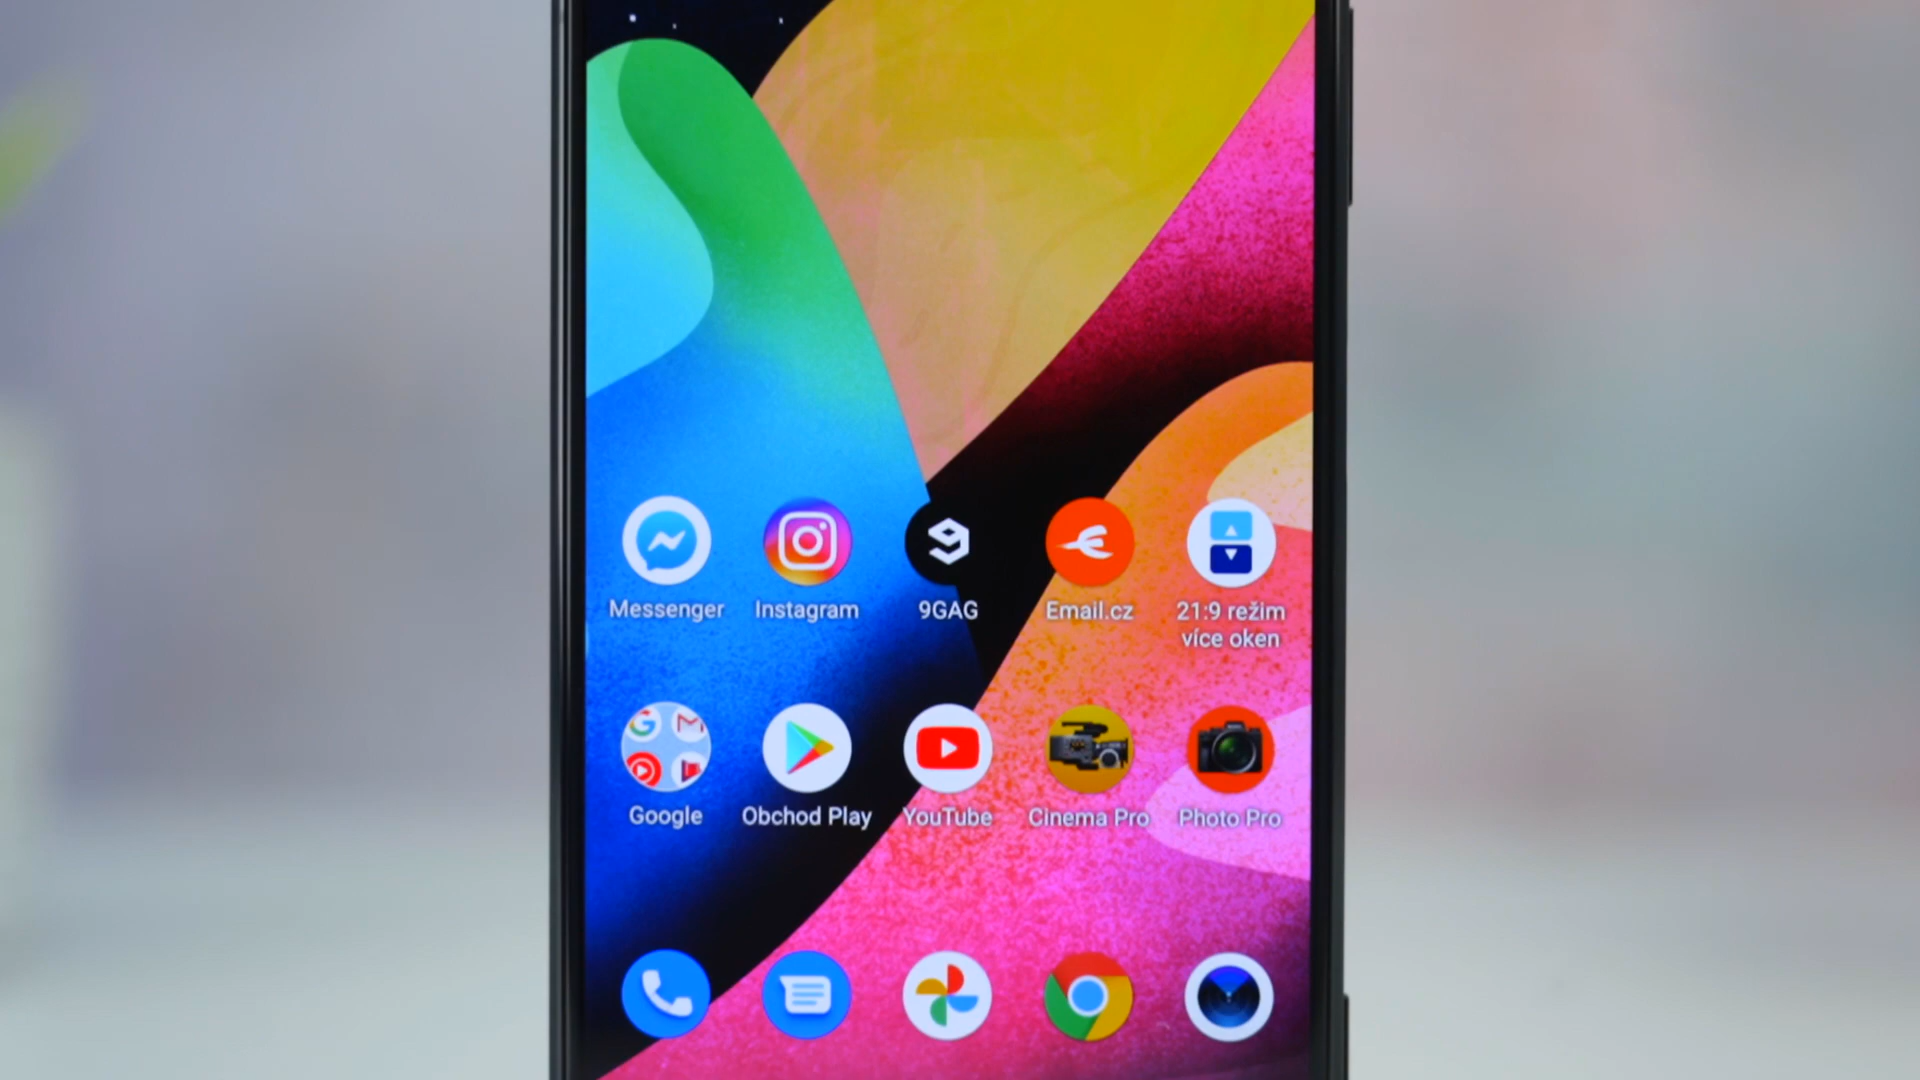 Messenger
Instagram
9GAG
Email.cz
21:9 režim
více oken
Google
Obchod Play
YouTube
Cinema Pro
Photo Pro